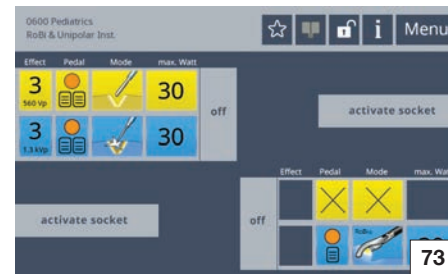 0600 Pediatrics
RoBi & Unipolar Inst.
i Menu
Effect Pedal Mode max. Watt
3 30
560 Vp
off
3 30
1.3 kVp
activate socket
Effect Pedal Mode max. Wat
activate socket
off
RoBi®
73